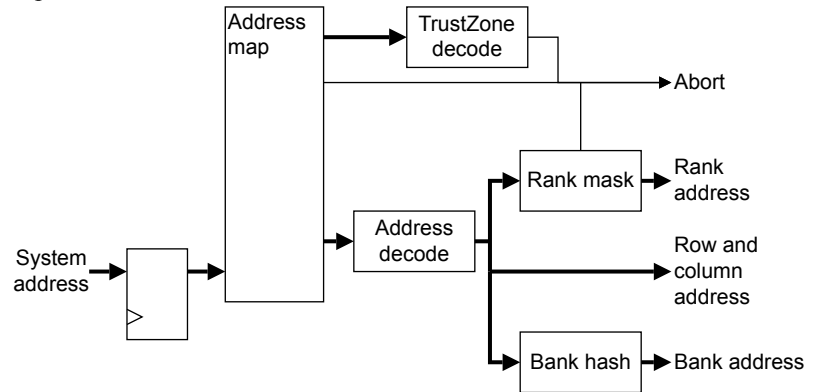 Address
map
TrustZone
decode
Abort
Rank mask
Rank
address
Address
decode
System
address
Row and
column
address
Bank hash
Bank address